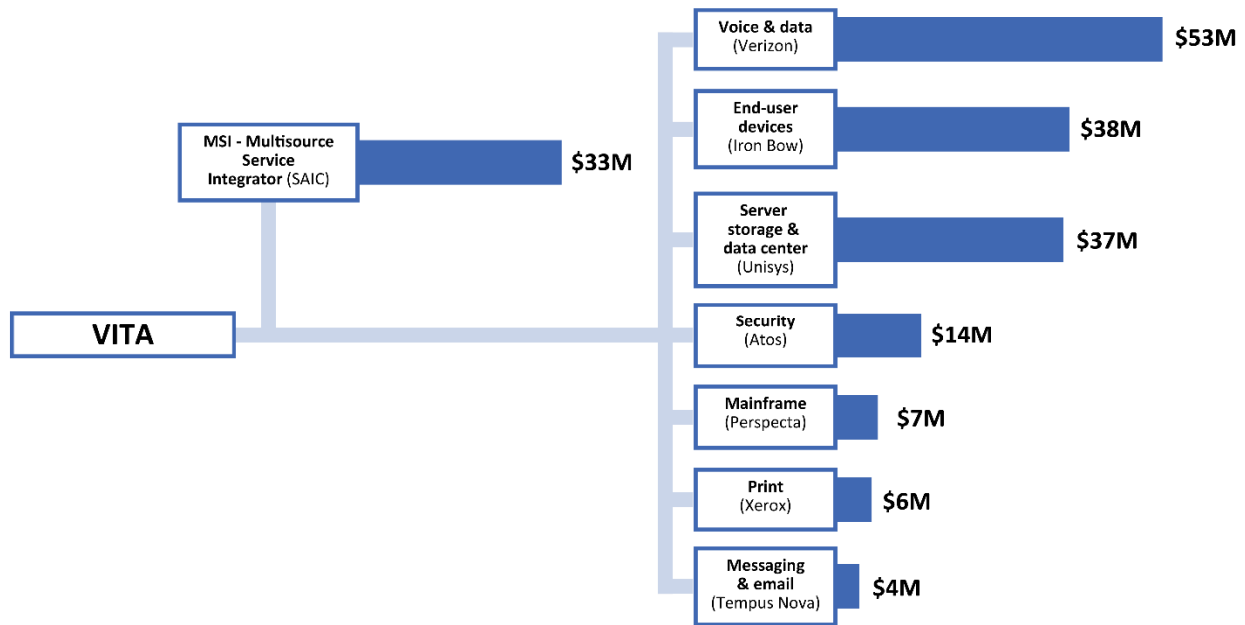 Voice & data
(Verizon)
$53M
End-user
devices
(Iron Bow)
$38M
MSI - Multisource
Service
Integrator (SAIC)
$33M
Server
storage &
data center
(Unisys)
$37M
VITA
Security
(Atos)
$14M
Mainframe
(Perspecta)
$7M
Print
(Xerox)
$6M
Messaging
& email
(Tempus Nova)
$4M